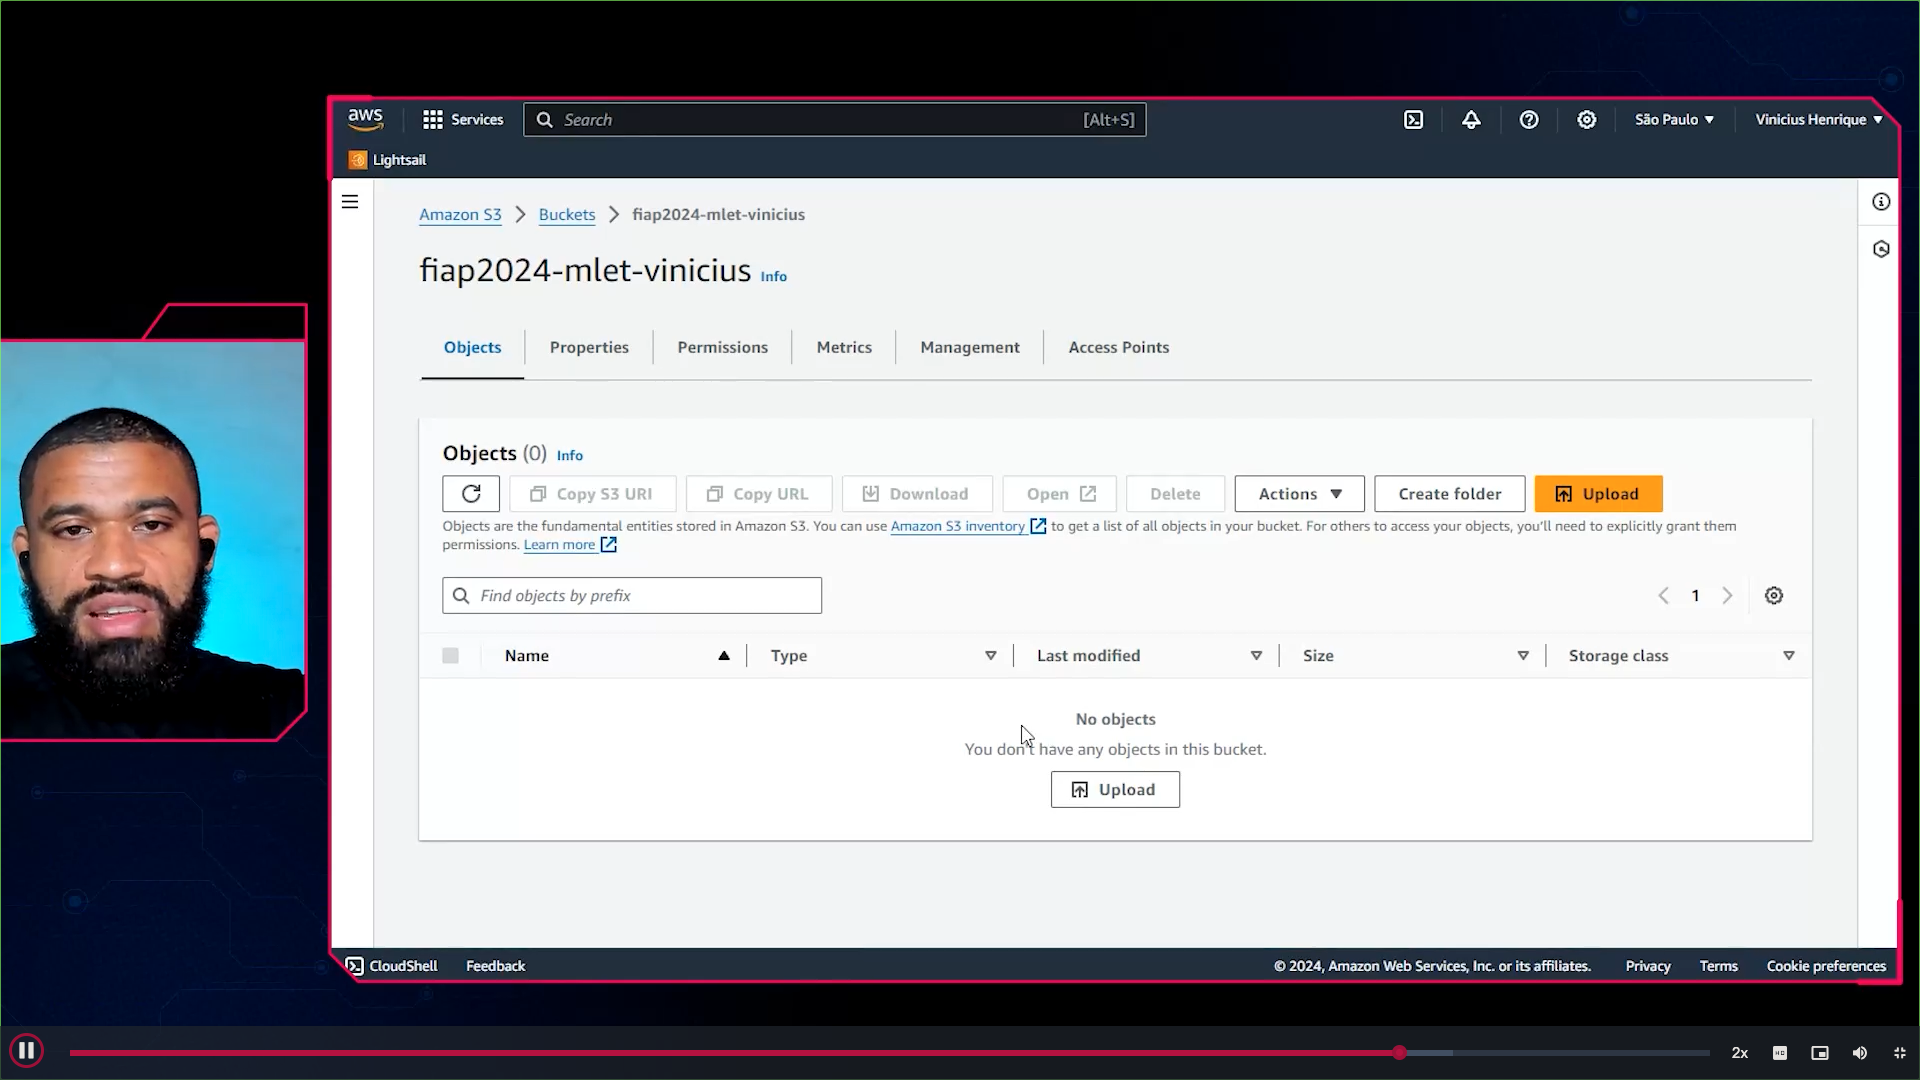 aws
Services
Search
[Alt+S]
São Paulo
Vinicius Henrique
Lightsail
Amazon S3
Buckets
fiap2024-mlet-vinicius
fiap2024-mlet-vinicius Info
Objects
Properties
Permissions
Metrics
Management
Access Points
Objects (0) Info
Copy S3 URI
Copy URL
Download
Open
Delete
Actions
Create folder
Upload
Objects are the fundamental entities stored in Amazon S3. You can use Amazon S3 inventory to get a list of all objects in your bucket. For others to access your objects, you'll need to explicitly grant them
permissions. Learn more
Find objects by prefix
1
Name
Type
Last modified
Size
Storage class
No objects
You don't have any objects in this bucket.
Upload
CloudShell
Feedback
© 2024, Amazon Web Services, Inc. or its affiliates.
Privacy
Terms
Cookie preferences
2x
HD